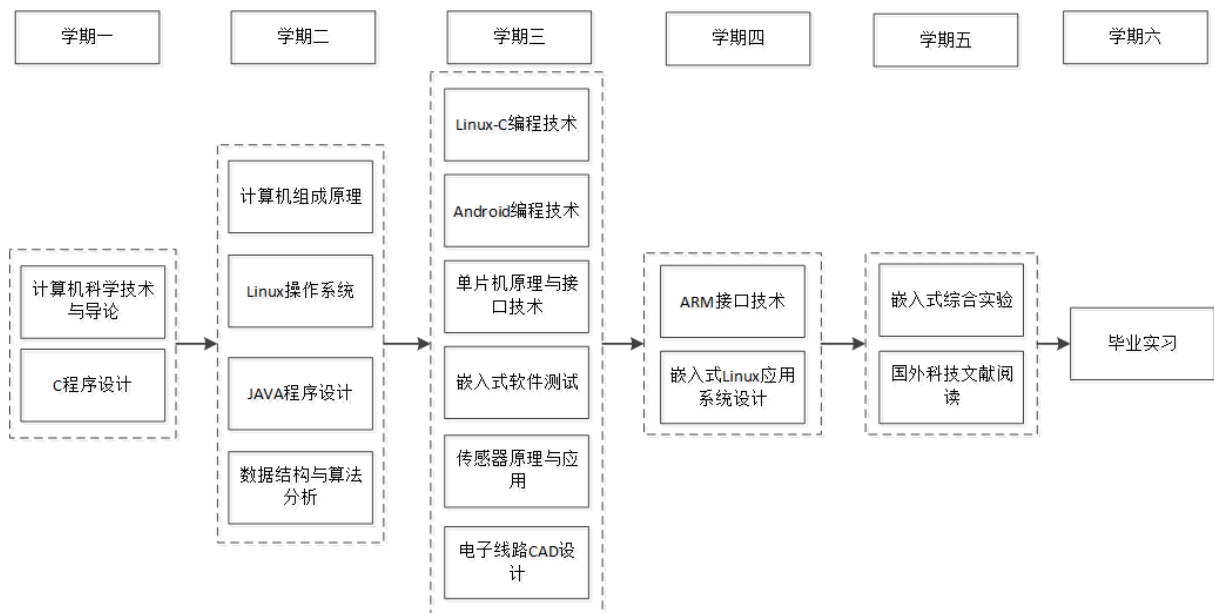 学期一
学期二
学期三
学期四
学期五
学期六
计算机科学技术
与导论
C程序设计
计算机组成原理
Linux操作系统
JAVA程序设计
数据结构与算法
分析
Linux-C编程技术
Android编程技术
单片机原理与接
口技术
嵌入式软件测试
传感器原理与应
用
电子线路CAD设
计
ARM接口技术
嵌入式Linux应用
系统设计
嵌入式综合实验
国外科技文献阅
读
毕业实习